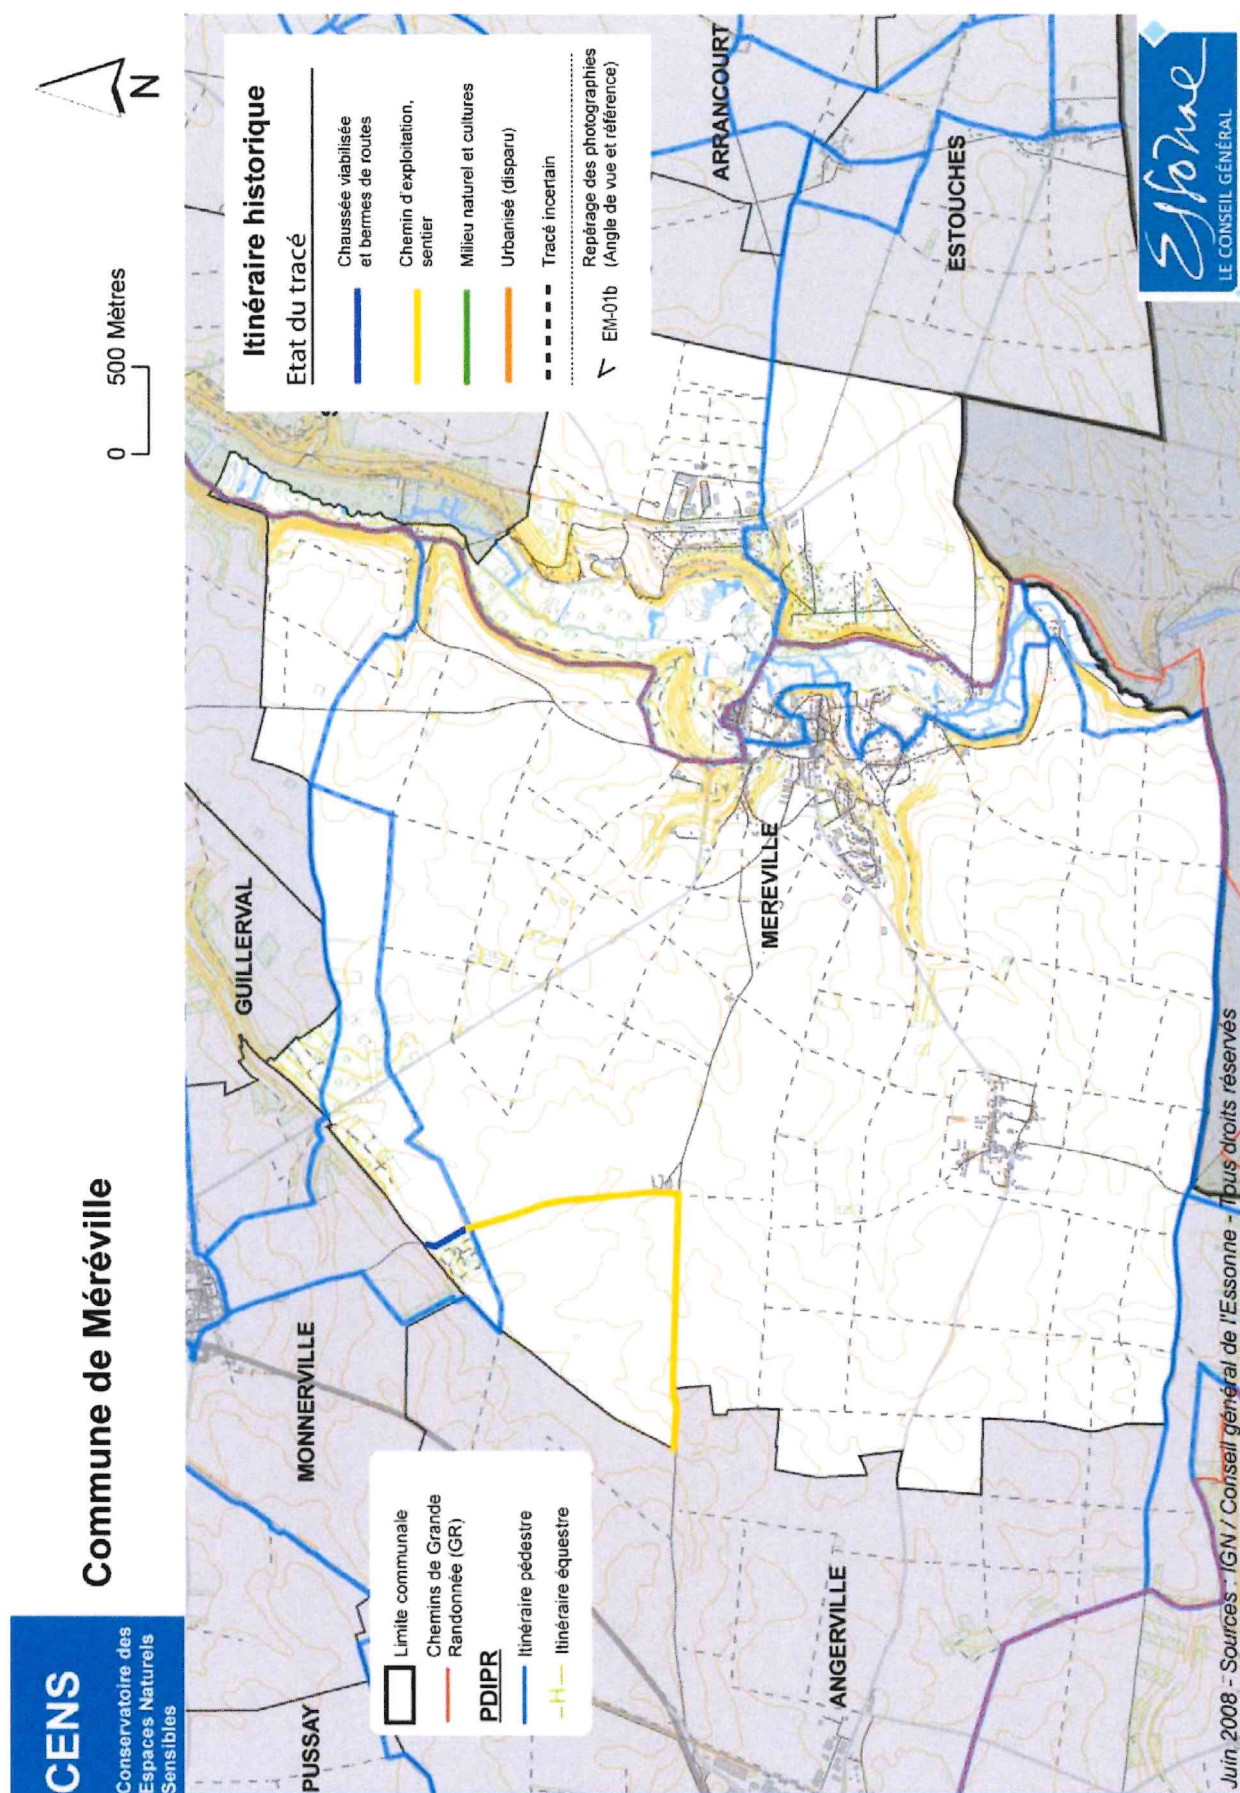 CENS
Conservatoire des
Espaces Naturels
Sensibles
Commune de Méréville
0 500 Mètres
N
Itinéraire historique
Etat du tracé
Chaussée viabilisée
et bermes de routes
Chemin d'exploitation,
sentier
Milieu naturel et cultures
Urbanisé (disparu)
Tracé incertain
EM-01b
Repérage des photographies
(Angle de vue et référence)
Limite communale
Chemins de Grande
Randonnée (GR)
PDIPR
Itinéraire pédestre
H
Itinéraire équestre
PUSSAY
MONNERVILLE
GUILLERVAL
ANGERVILLE
MEREVILLE
ARRANCOURT
ESTOUCHES
Essonne
LE CONSEIL GÉNÉRAL
Juin 2008 - Sources : IGN / Conseil général de l'Essonne - Tous droits réservés